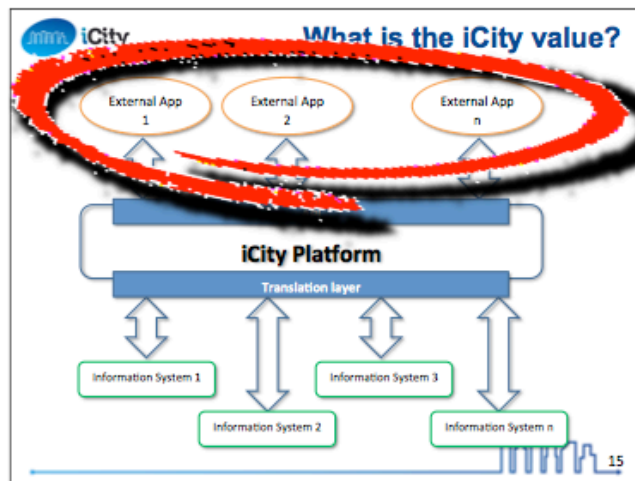 iCity
What is the iCity value?
External App
1
External App
2
External App
n
iCity Platform
Translation layer
Information System 1
Information System 3
Information System 2
Information System n
15